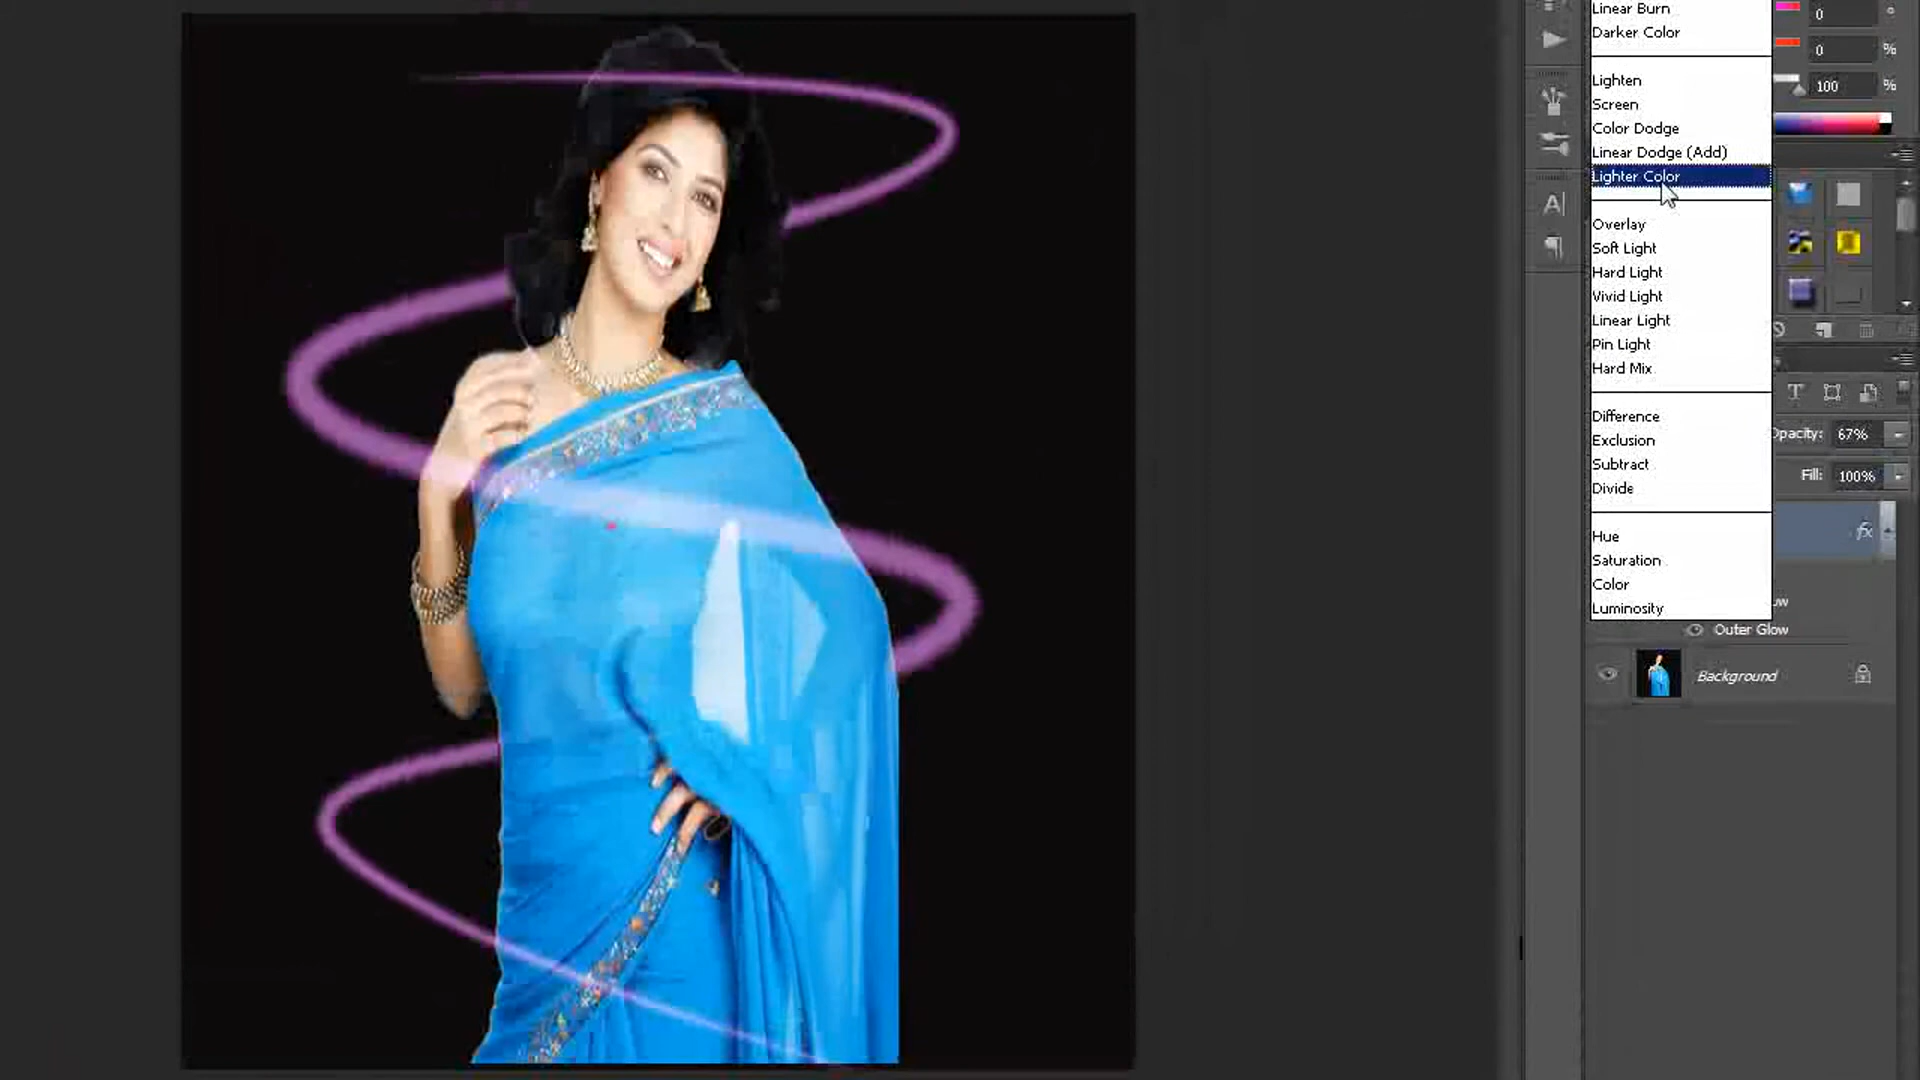 Linear Burn
Darker Color
Lighten
Screen
Color Dodge
Linear Dodge (Add)
Lighter Color
Overlay
Soft Light
Hard Light
Vivid Light
Linear Light
Pin Light
Hard Mix
Difference
Exclusion
Subtract
Divide
Hue
Saturation
Color
Luminosity
0
0 %
100 %
Opacity: 67%
Fill: 100%
fx
Outer Glow
Background